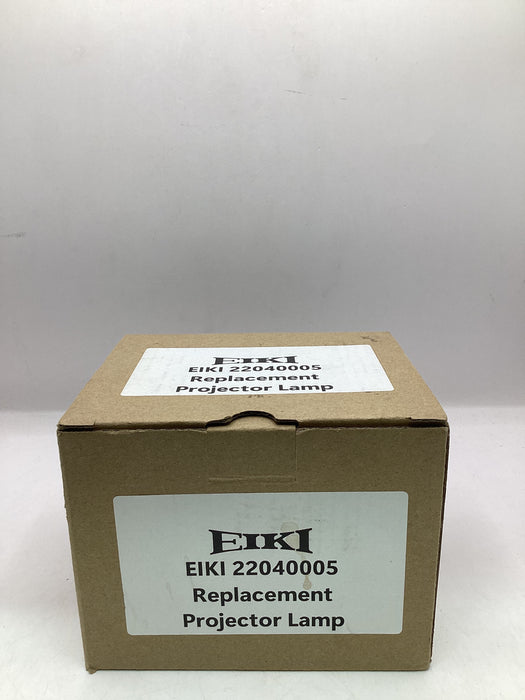 EIKI
EIKI 22040005
Replacement
Projector Lamp
EIKI
EIKI 22040005
Replacement
Projector Lamp